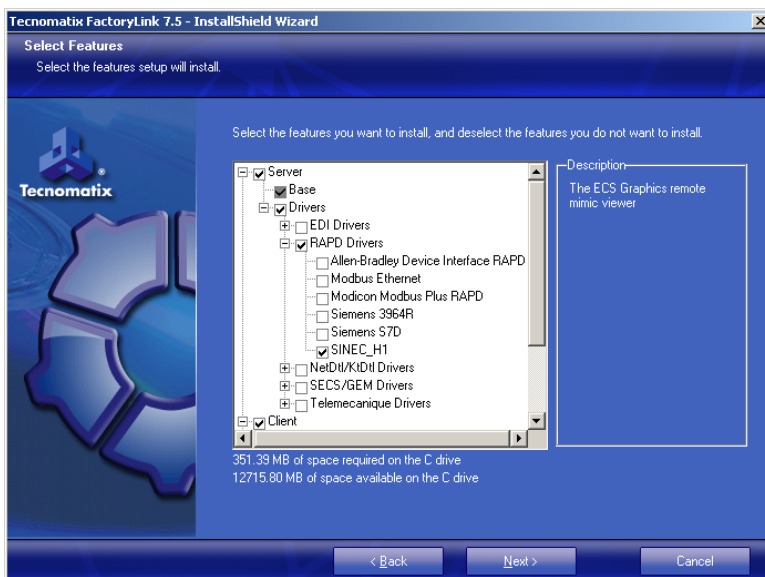 Tecnomatix FactoryLink 7.5 - InstallShield Wizard
Select Features
Select the features setup will install.
Tecnomatix
Select the features you want to install, and deselect the features you do not want to install.
Server
Base
Drivers
EDI Drivers
RAPD Drivers
Allen-Bradley Device Interface RAPD
Modbus Ethernet
Modicon Modbus Plus RAPD
Siemens 3964R
Siemens S7D
SINEC_H1
NetDtl/KtDtl Drivers
SECS/GEM Drivers
Telemecanique Drivers
Client
Description
The ECS Graphics remote
mimic viewer
351.39 MB of space required on the C drive
12715.80 MB of space available on the C drive
< Back
Next >
Cancel